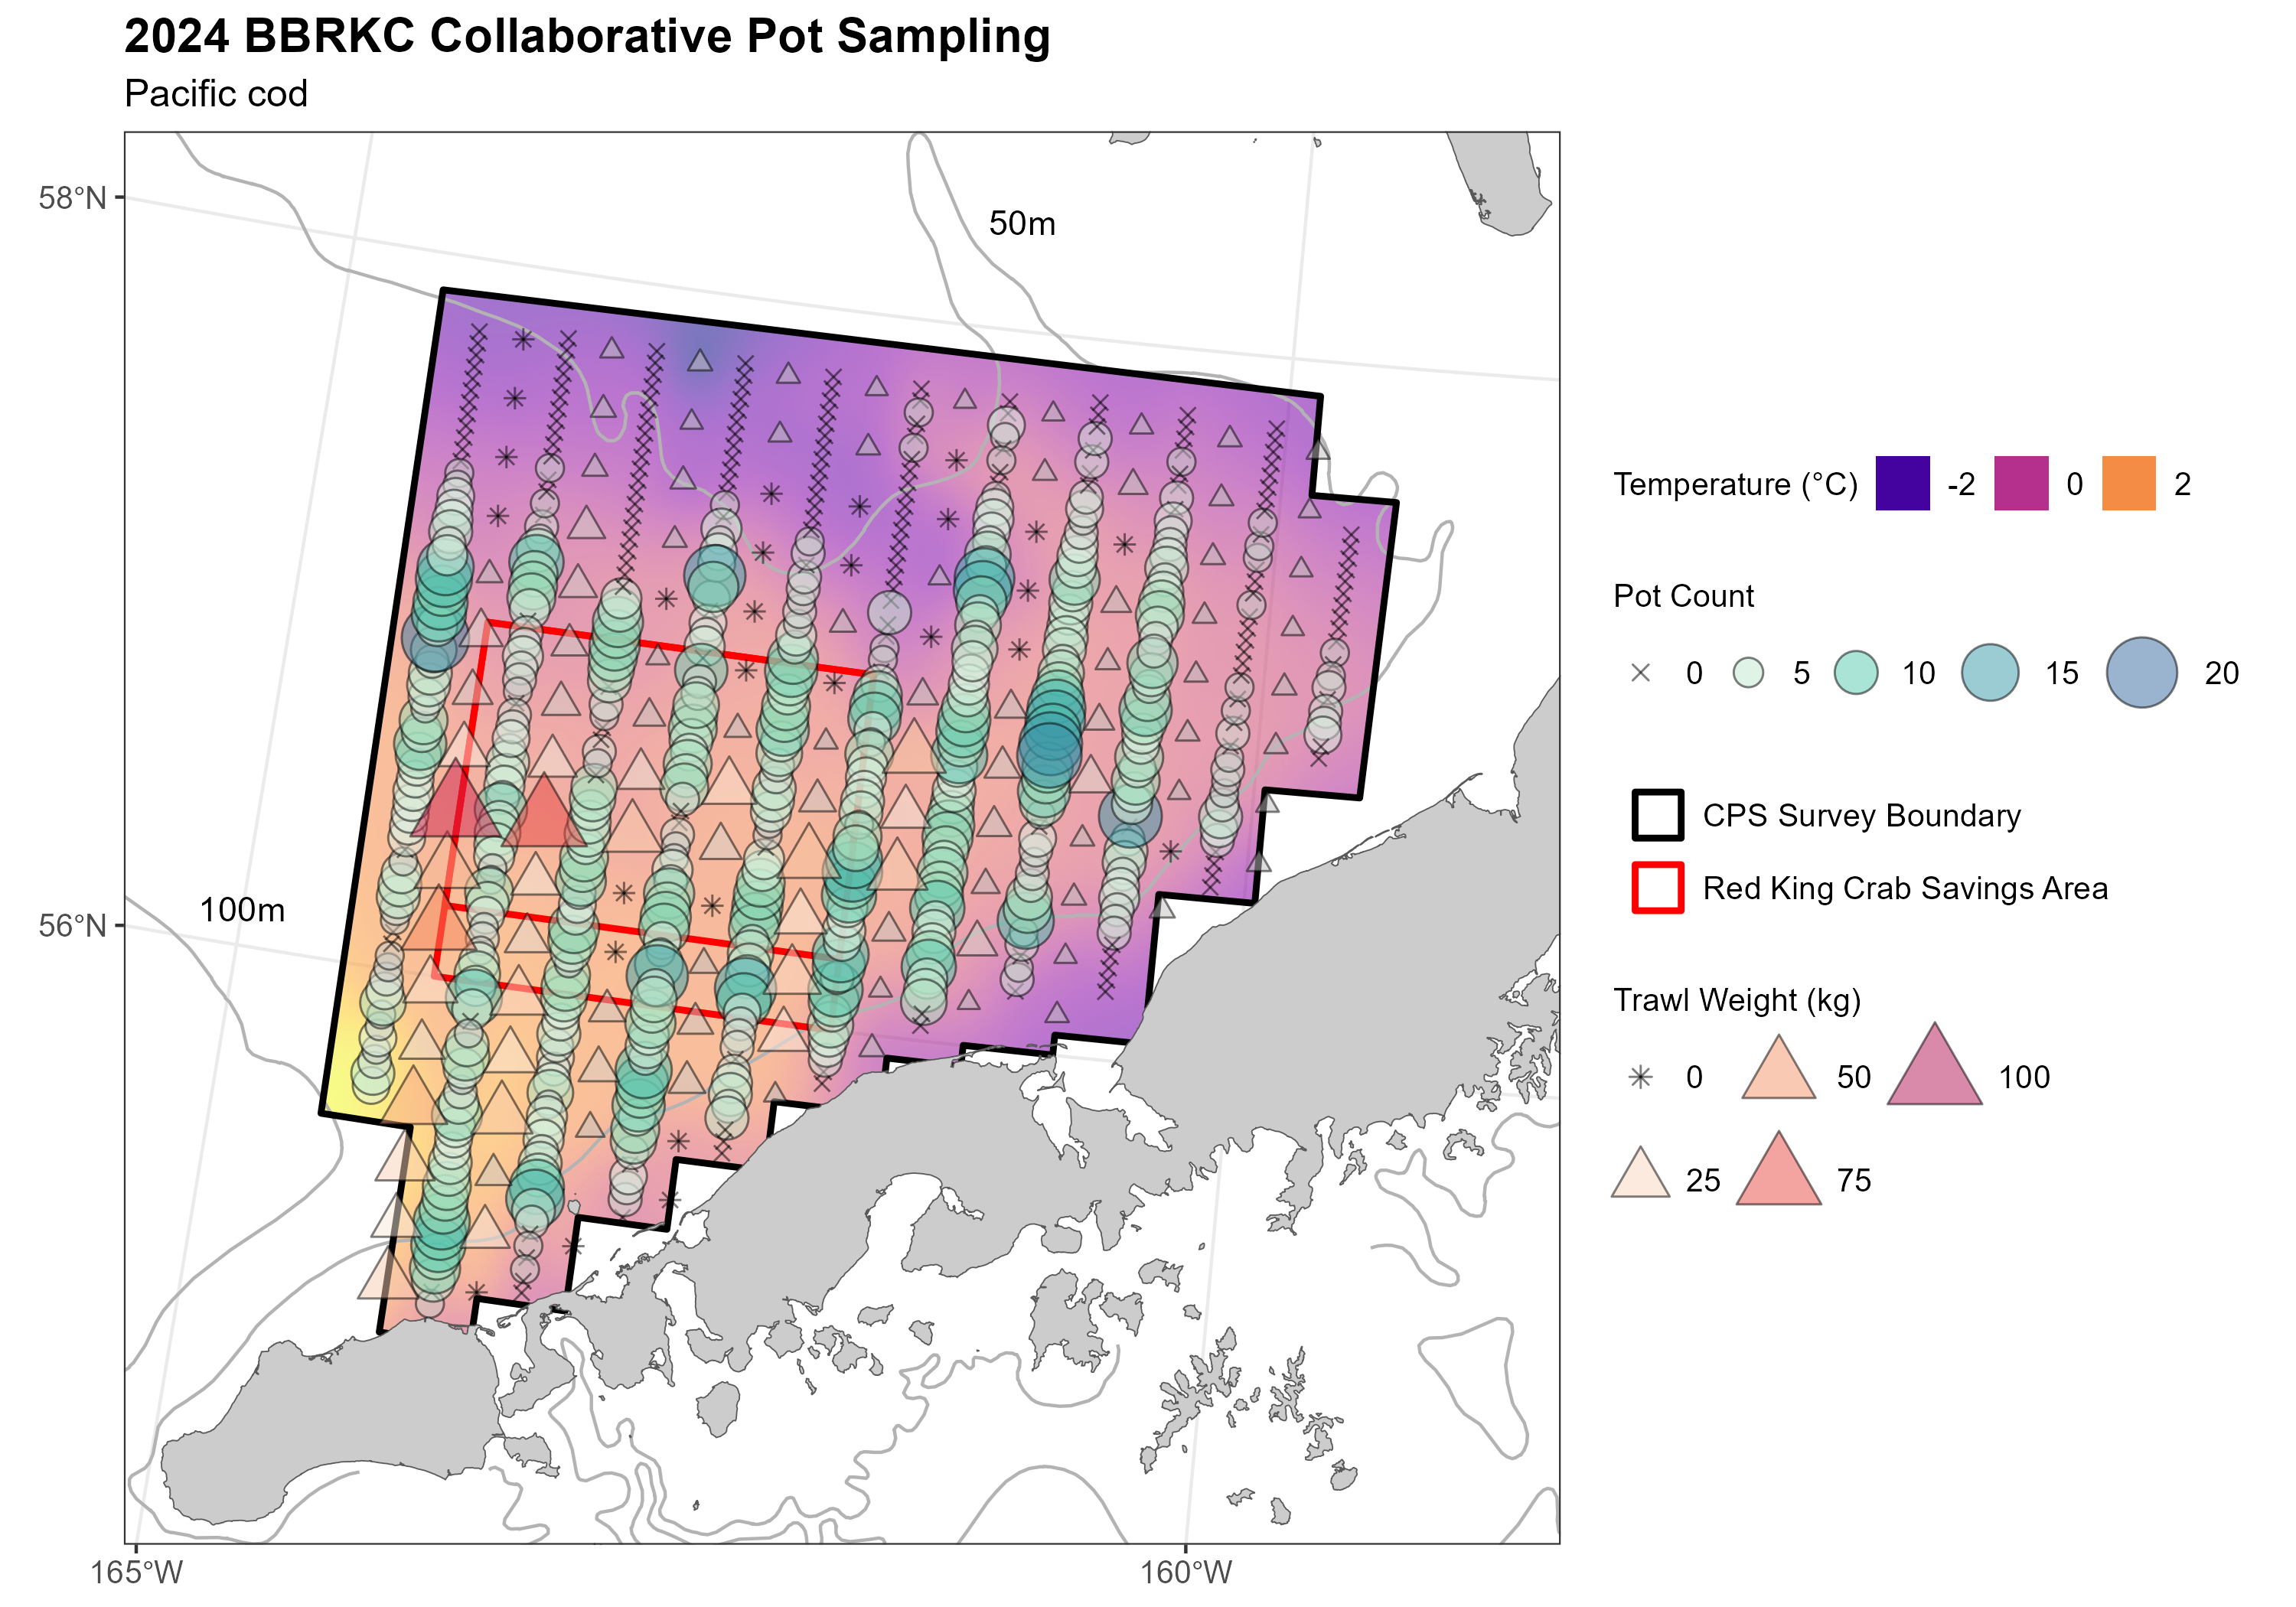 2024 BBRKC Collaborative Pot Sampling
Pacific cod
58°N
50m
56°N
100m
165°W
160°W
Temperature (°C) -2 0 2
Pot Count
0 5 10 15 20
CPS Survey Boundary
Red King Crab Savings Area
Trawl Weight (kg)
0 50 100
25 75